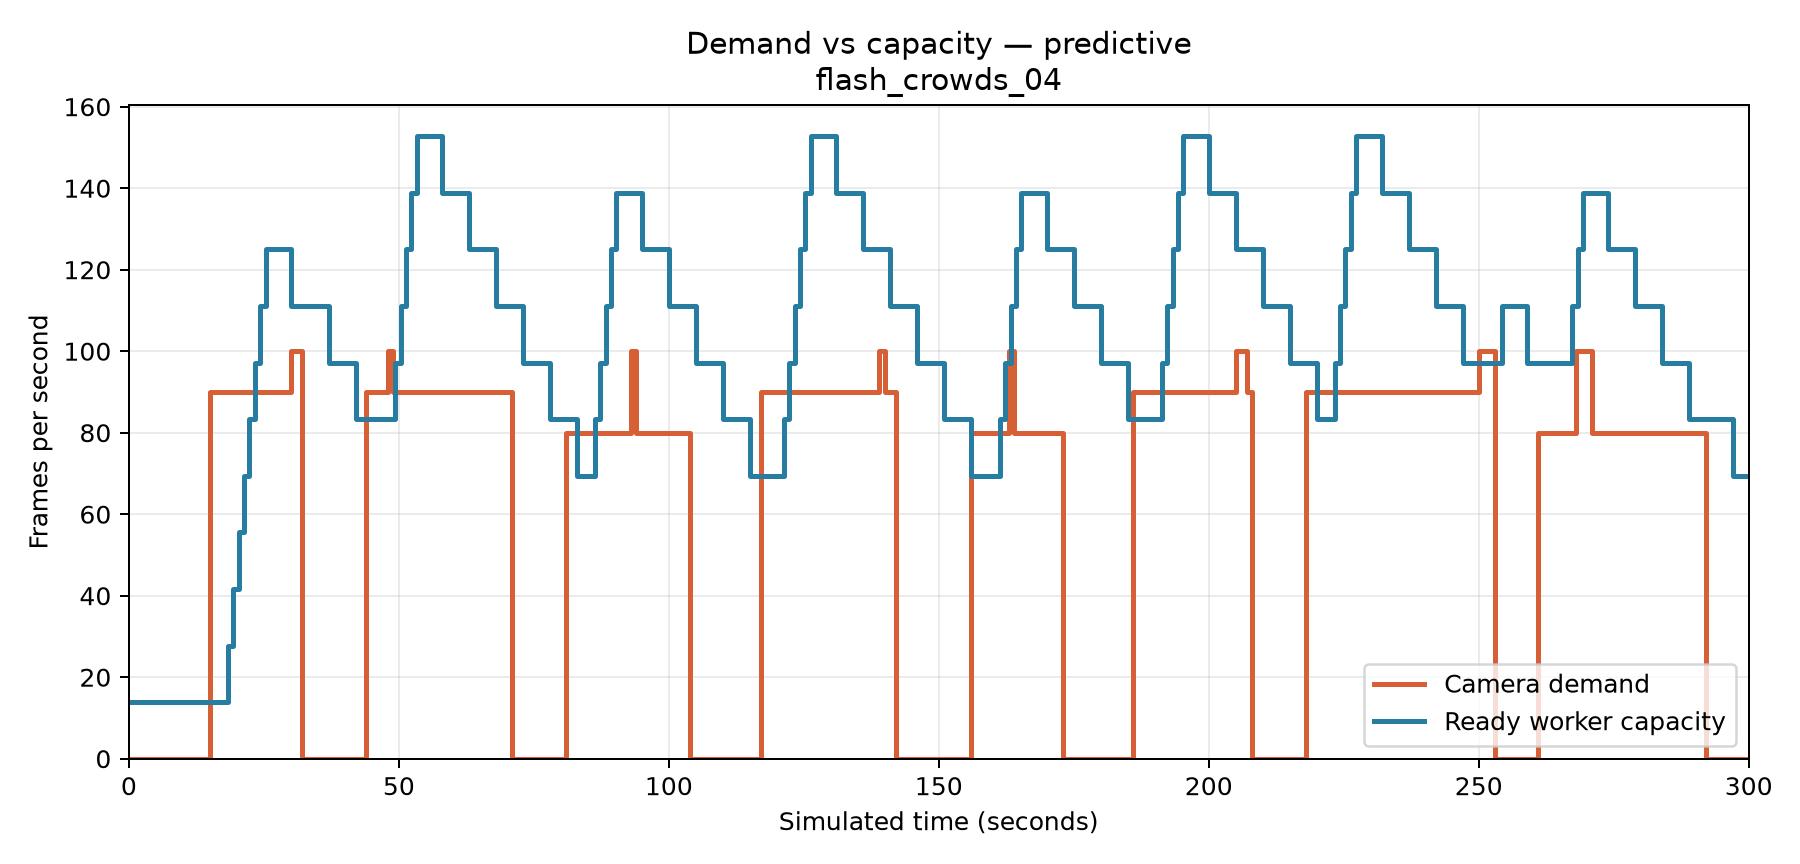 Demand vs capacity — predictive
flash_crowds_04
Frames per second
160
140
120
100
80
60
40
20
0
Camera demand
Ready worker capacity
0
50
100
150
200
250
300
Simulated time (seconds)